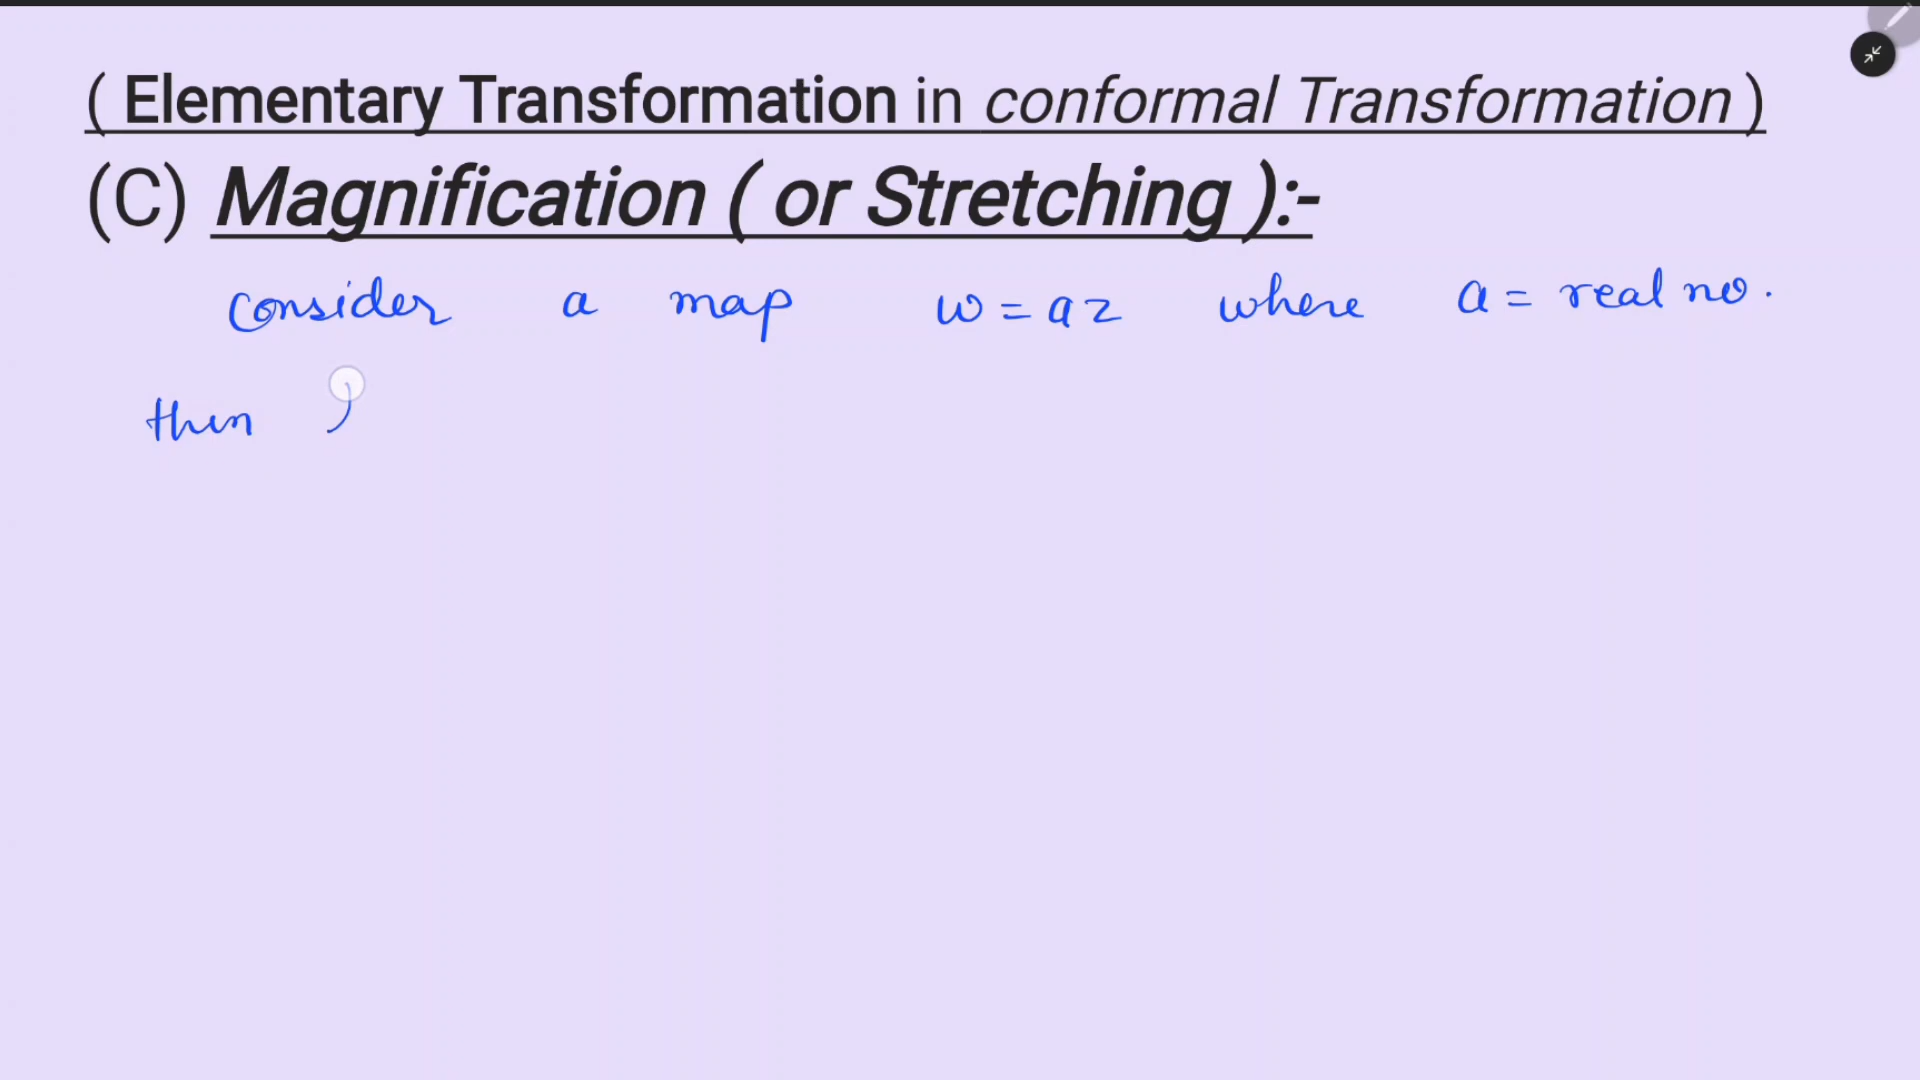 ( Elementary Transformation in conformal Transformation )
(C) Magnification ( or Stretching ):-
consider a map w = az where a = real no.
then ,